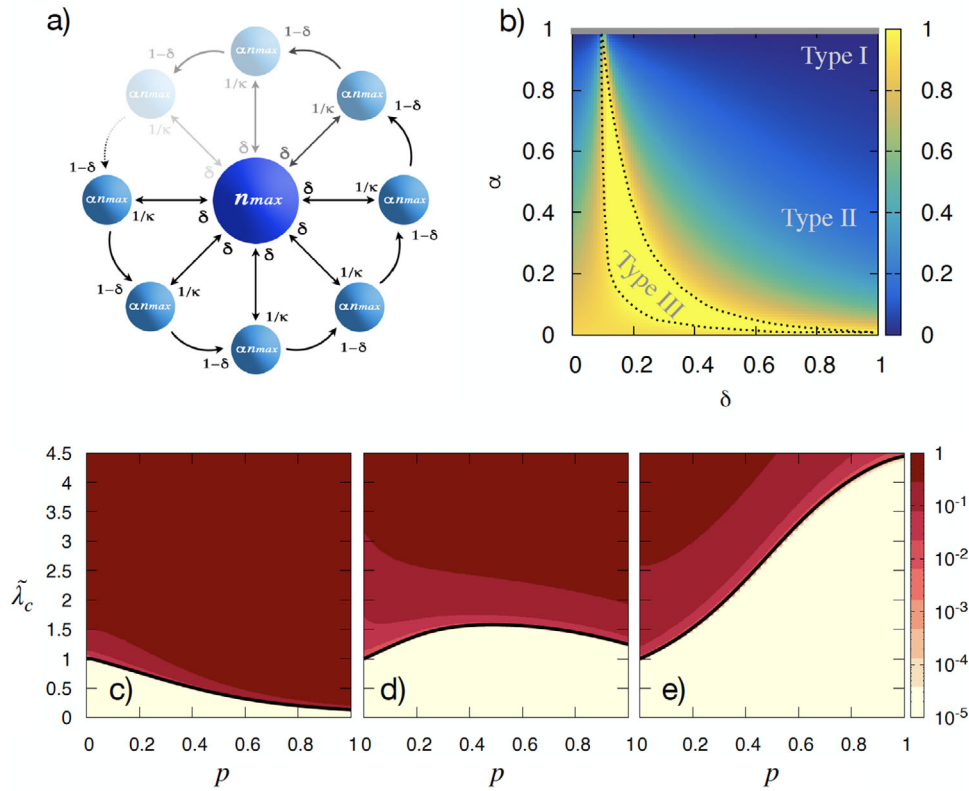 a)
1−δ
αnmax
1−δ
1−δ
αnmax
1/κ
αnmax
1/κ
1/κ
1−δ
δ
δ
δ
1−δ
αnmax
1/κ
δ
nmax
δ
1/κ
αnmax
1−δ
δ
δ
δ
1/κ
1/κ
αnmax
αnmax
1/κ
1−δ
αnmax
1−δ
1−δ
b)
1
0.8
0.6
0.4
0.2
0
α
Type I
Type II
Type III
0.2 0.4 0.6 0.8 1
δ
1
0.8
0.6
0.4
0.2
0
4.5
4
3.5
3
2.5
2
1.5
1
0.5
0
λ̃c
c)
d)
e)
0 0.2 0.4 0.6 0.8 10 0.2 0.4 0.6 0.8 10 0.2 0.4 0.6 0.8 1
p
p
p
1
10⁻¹
10⁻²
10⁻³
10⁻⁴
10⁻⁵